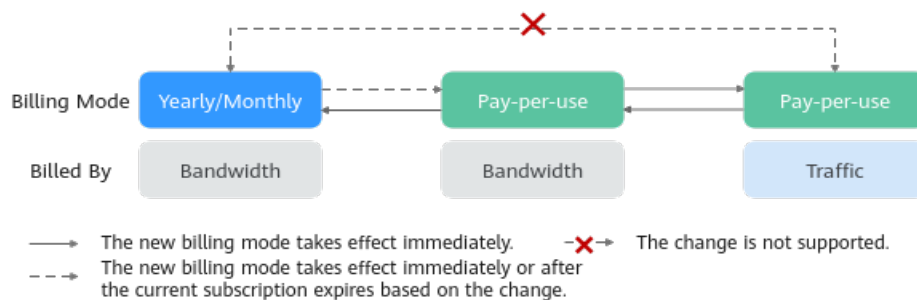 Billing Mode
Yearly/Monthly
Pay-per-use
Pay-per-use
Billed By
Bandwidth
Bandwidth
Traffic
The new billing mode takes effect immediately.
The change is not supported.
The new billing mode takes effect immediately or after
the current subscription expires based on the change.